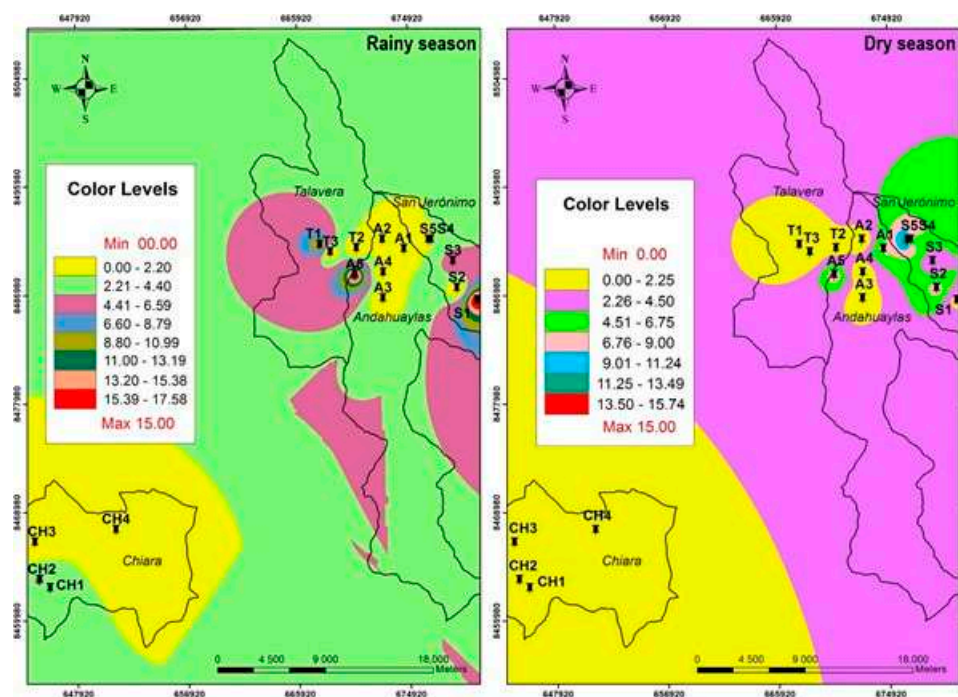 647920 656920 665920 674920
Rainy season
N
W E
S
8504980
8495980
8486980
8477980
8468980
8459980
Color Levels
Min 00.00
0.00 - 2.20
2.21 - 4.40
4.41 - 6.59
6.60 - 8.79
8.80 - 10.99
11.00 - 13.19
13.20 - 15.38
15.39 - 17.58
Max 15.00
Talavera
San Jerónimo
T1
T3
T2
A2
A1
S5S4
S3
A5
A4
S2
A3
S1
Andahuaylas
CH3
CH4
CH2
CH1
Chiara
0 4 500 9 000 18 000
Meters
647920 656920 665920 674920
647920 656920 665920 674920
Dry season
N
W E
S
Color Levels
Min 0.00
0.00 - 2.25
2.26 - 4.50
4.51 - 6.75
6.76 - 9.00
9.01 - 11.24
11.25 - 13.49
13.50 - 15.74
Max 15.00
Talavera
San Jerónimo
T1
T3
T2
A2
A1
S5S4
S3
A5
A4
S2
A3
S1
Andahuaylas
CH3
CH4
CH2
CH1
Chiara
8504980
8495980
8486980
8477980
8468980
8459980
0 4 500 9 000 18,000
Meters
647920 656920 665920 674920